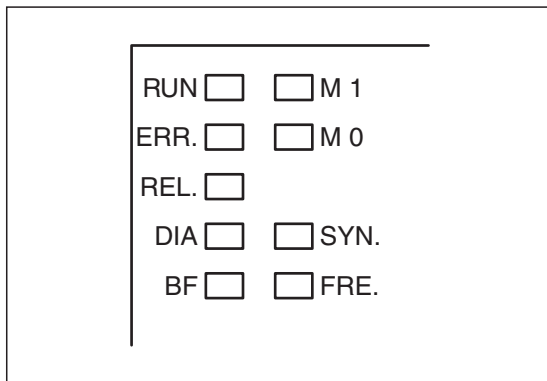 RUN M 1
ERR. M 0
REL.
DIA SYN.
BF FRE.